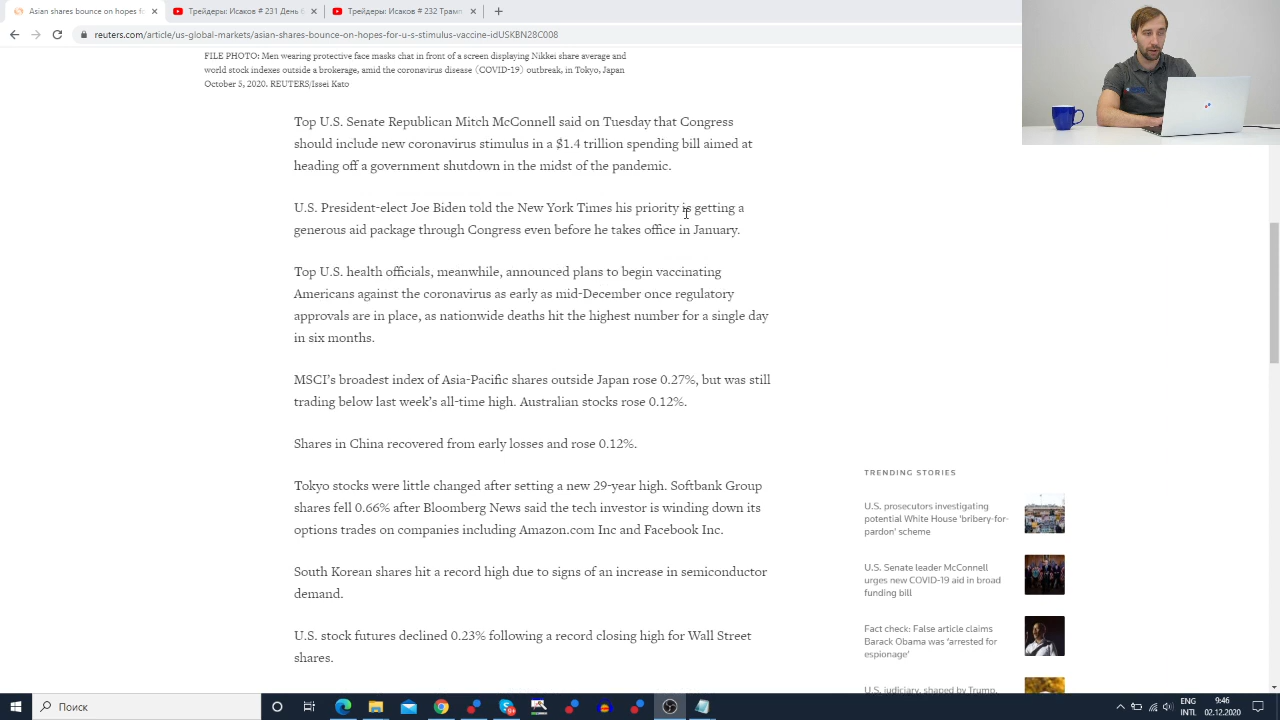 Asian shares bounce on hopes fo
Трейдеры: Инсайков # 231 День б
Трейдеры: Инсайков # 232 Трам
reuters.com/article/us-global-markets/asian-shares-bounce-on-hopes-for-u-s-stimulus-vaccine-idUSKBN28C008
FILE PHOTO: Men wearing protective face masks chat in front of a screen displaying Nikkei share average and
world stock indexes outside a brokerage, amid the coronavirus disease (COVID-19) outbreak, in Tokyo, Japan
October 5, 2020. REUTERS/Issei Kato
Top U.S. Senate Republican Mitch McConnell said on Tuesday that Congress
should include new coronavirus stimulus in a $1.4 trillion spending bill aimed at
heading off a government shutdown in the midst of the pandemic.
U.S. President-elect Joe Biden told the New York Times his priority is getting a
generous aid package through Congress even before he takes office in January.
Top U.S. health officials, meanwhile, announced plans to begin vaccinating
Americans against the coronavirus as early as mid-December once regulatory
approvals are in place, as nationwide deaths hit the highest number for a single day
in six months.
MSCI’s broadest index of Asia-Pacific shares outside Japan rose 0.27%, but was still
trading below last week’s all-time high. Australian stocks rose 0.12%.
Shares in China recovered from early losses and rose 0.12%.
Tokyo stocks were little changed after setting a new 29-year high. Softbank Group
shares fell 0.66% after Bloomberg News said the tech investor is winding down its
options trades on companies including Amazon.com Inc and Facebook Inc.
South Korean shares hit a record high due to signs of an increase in semiconductor
demand.
U.S. stock futures declined 0.23% following a record closing high for Wall Street
shares.
TRENDING STORIES
U.S. prosecutors investigating
potential White House 'bribery-for-
pardon' scheme
U.S. Senate leader McConnell
urges new COVID-19 aid in broad
funding bill
Fact check: False article claims
Barack Obama was 'arrested for
espionage'
U.S. judiciary, shaped by Trump,
Поиск
ENG
INTL
9:46
02.12.2020